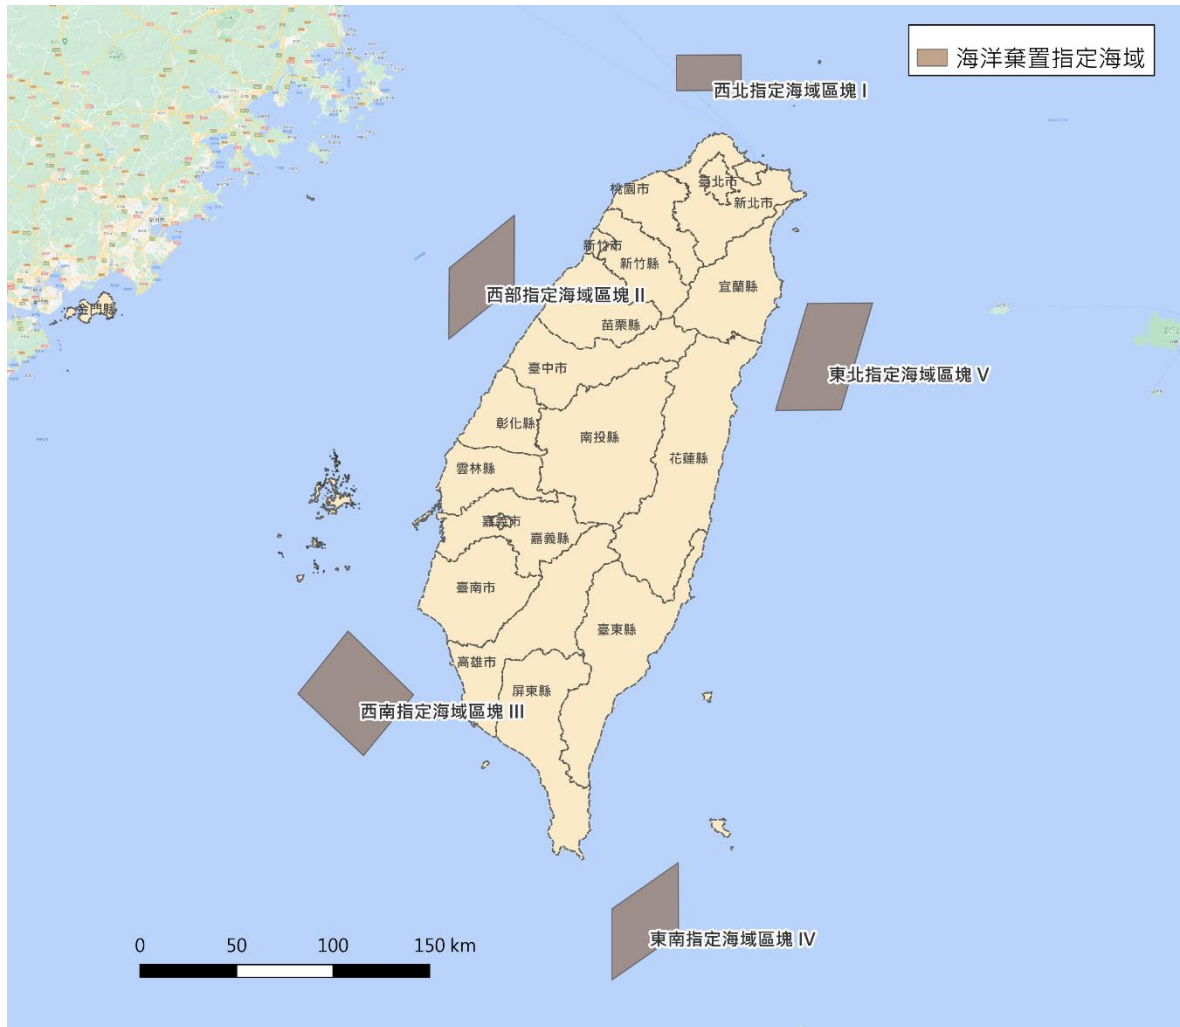 海洋棄置指定海域
西北指定海域區塊 I
臺北市
桃園市
新北市
新竹市
新竹縣
宜蘭縣
西部指定海域區塊 II
金門縣
苗栗縣
臺中市
東北指定海域區塊 V
彰化縣
南投縣
花蓮縣
雲林縣
嘉義市
嘉義縣
臺南市
臺東縣
高雄市
屏東縣
西南指定海域區塊 III
東南指定海域區塊 IV
0 50 100 150 km